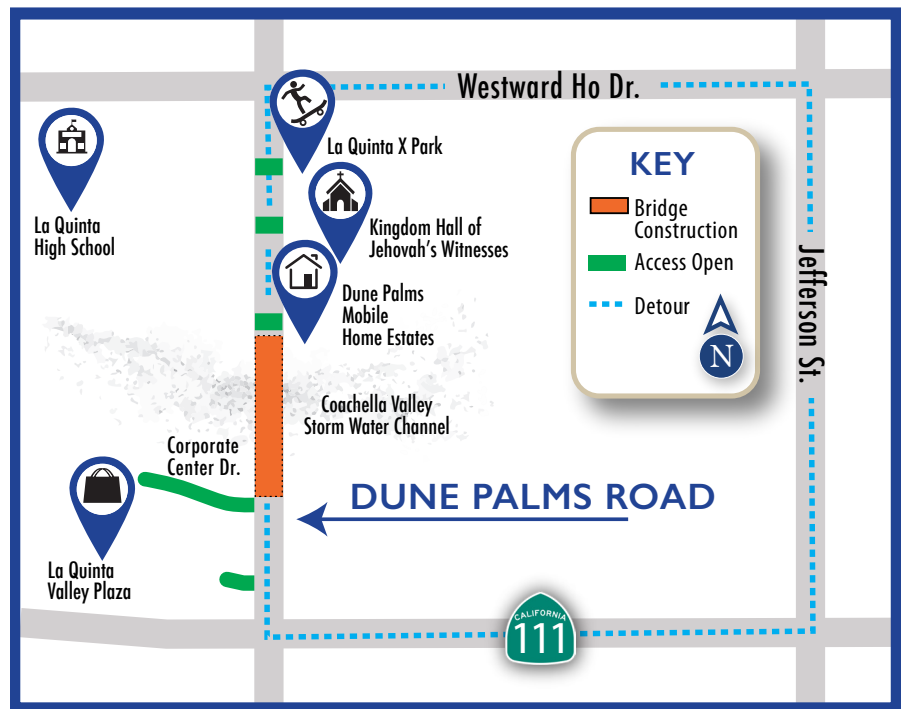 Westward Ho Dr.
La Quinta X Park
La Quinta
High School
Kingdom Hall of
Jehovah's Witnesses
Dune Palms
Mobile
Home Estates
KEY
Bridge
Construction
Access Open
Detour
N
Jefferson St.
Coachella Valley
Storm Water Channel
Corporate
Center Dr.
DUNE PALMS ROAD
La Quinta
Valley Plaza
CALIFORNIA
111